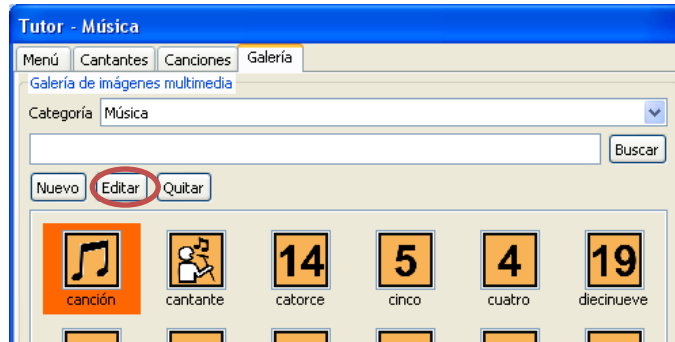 Tutor - Música
Menú Cantantes Canciones Galería
Galería de imágenes multimedia
Categoría Música
Buscar
Nuevo Editar Quitar
14 5 4 19
canción cantante catorce cinco cuatro diecinueve